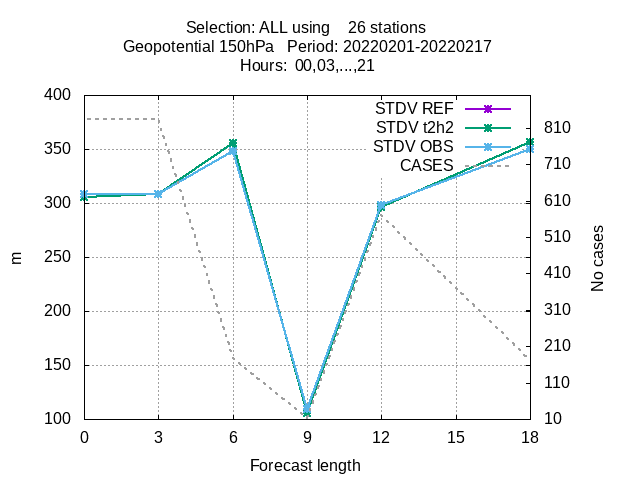 Selection: ALL using    26 stations
Geopotential 150hPa   Period: 20220201-20220217
Hours:  00,03,...,21
STDV REF
STDV t2h2
STDV OBS
CASES
400
350
300
250
200
150
100
m
810
710
610
510
410
310
210
110
10
No cases
0 3 6 9 12 15 18
Forecast length